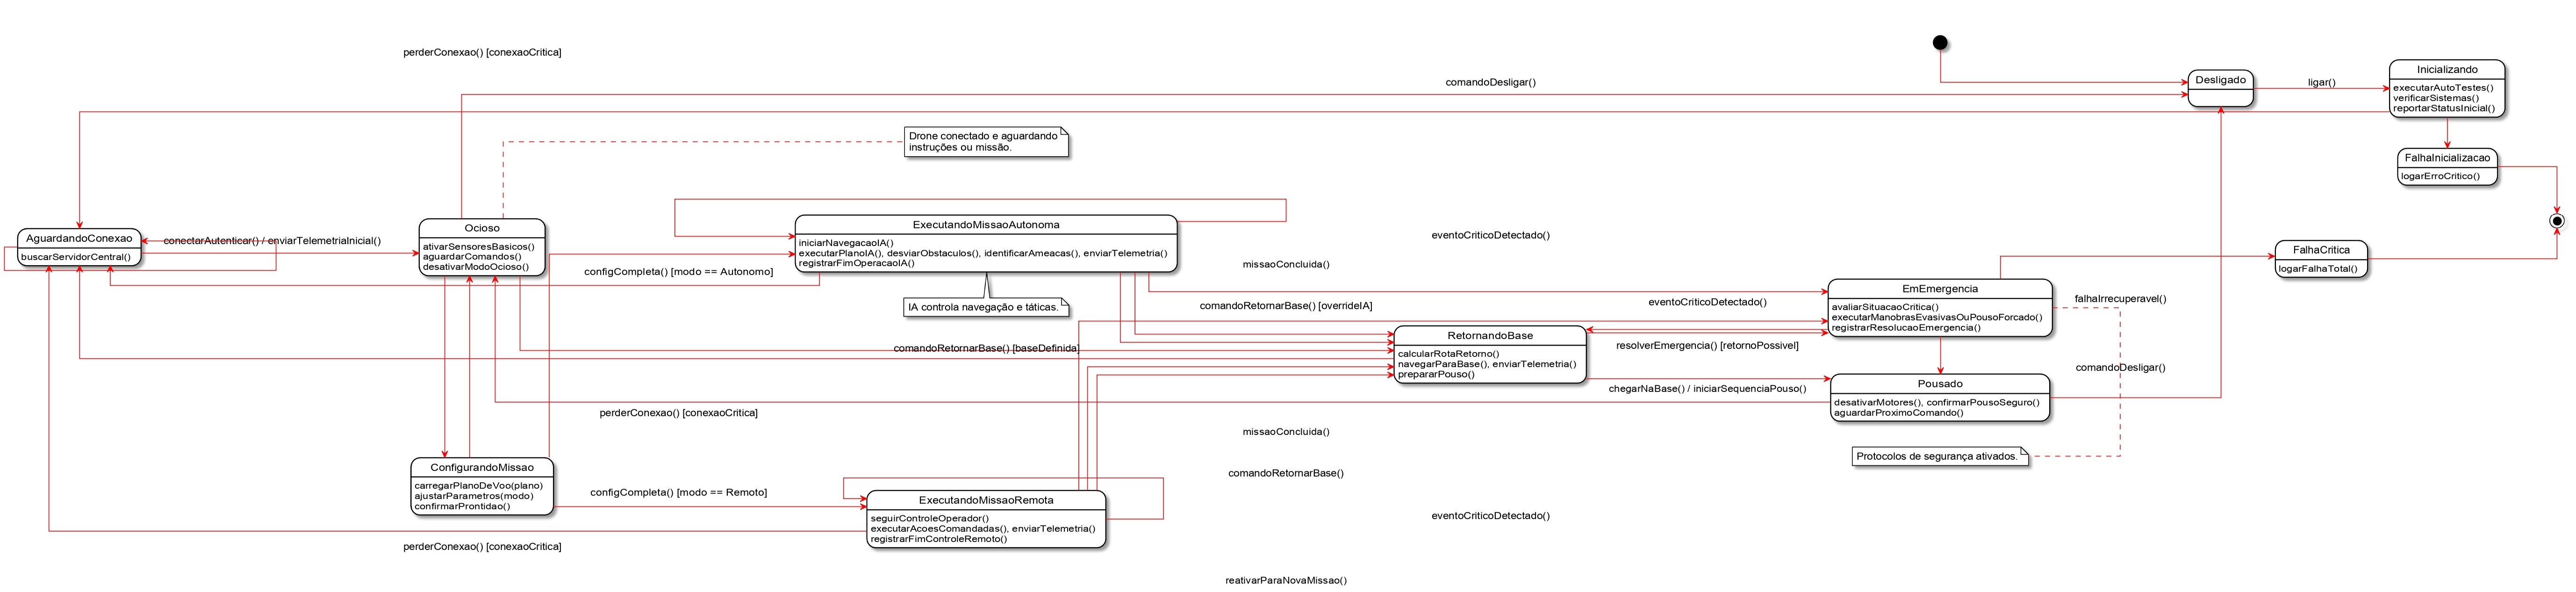 perderConexao() [conexaoCritica]
comandoDesligar()
Desligado
ligar()
Inicializando
executarAutoTestes()
verificarSistemas()
reportarStatusInicial()
Drone conectado e aguardando
instruções ou missão.
FalhaInicializacao
logarErroCritico()
AguardandoConexao
buscarServidorCentral()
conectarAutenticar() / enviarTelemetriaInicial()
Ocioso
ativarSensoresBasicos()
aguardarComandos()
desativarModoOcioso()
ExecutandoMissaoAutonoma
iniciarNavegacaoIA()
executarPlanoIA(), desviarObstaculos(), identificarAmeacas(), enviarTelemetria()
registrarFimOperacaoIA()
configCompleta() [modo == Autonomo]
IA controla navegação e táticas.
eventoCriticoDetectado()
missaoConcluida()
comandoRetornarBase() [overrideIA]
eventoCriticoDetectado()
FalhaCritica
logarFalhaTotal()
EmEmergencia
avaliarSituacaoCritica()
executarManobrasEvasivasOuPousoForcado()
registrarResolucaoEmergencia()
falhaIrrecuperavel()
RetornandoBase
calcularRotaRetorno()
navegarParaBase(), enviarTelemetria()
prepararPouso()
comandoRetornarBase() [baseDefinida]
resolverEmergencia() [retornoPossivel]
comandoDesligar()
chegarNaBase() / iniciarSequenciaPouso()
Pousado
desativarMotores(), confirmarPousoSeguro()
aguardarProximoComando()
perderConexao() [conexaoCritica]
missaoConcluida()
Protocolos de segurança ativados.
ConfigurandoMissao
carregarPlanoDeVoo(plano)
ajustarParametros(modo)
confirmarProntidao()
comandoRetornarBase()
configCompleta() [modo == Remoto]
ExecutandoMissaoRemota
seguirControleOperador()
executarAcoesComandadas(), enviarTelemetria()
registrarFimControleRemoto()
eventoCriticoDetectado()
perderConexao() [conexaoCritica]
reativarParaNovaMissao()